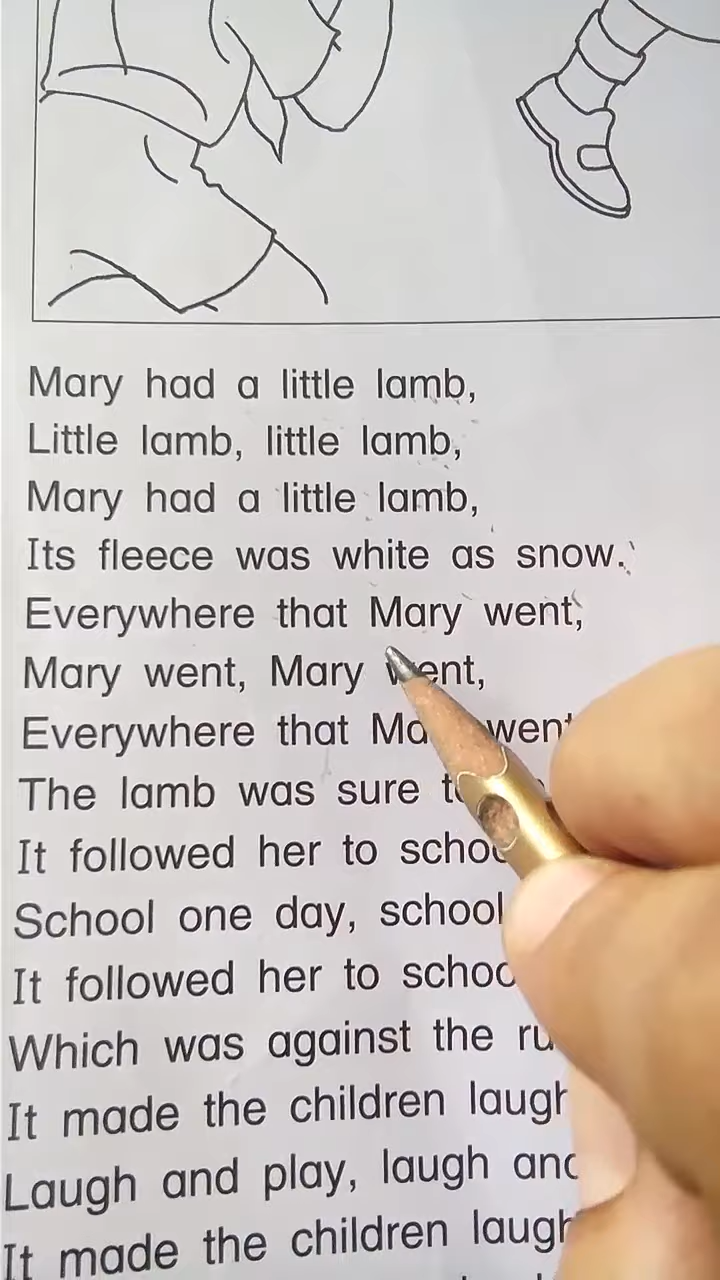 Mary had a little lamb,
Little lamb, little lamb,
Mary had a little lamb,
Its fleece was white as snow.
Everywhere that Mary went,
Mary went, Mary went,
Everywhere that went
The lamb was sure
It followed her to
School one day, school
It followed her to
Which was against the
It made the children
Laugh and play, laugh
It made the children